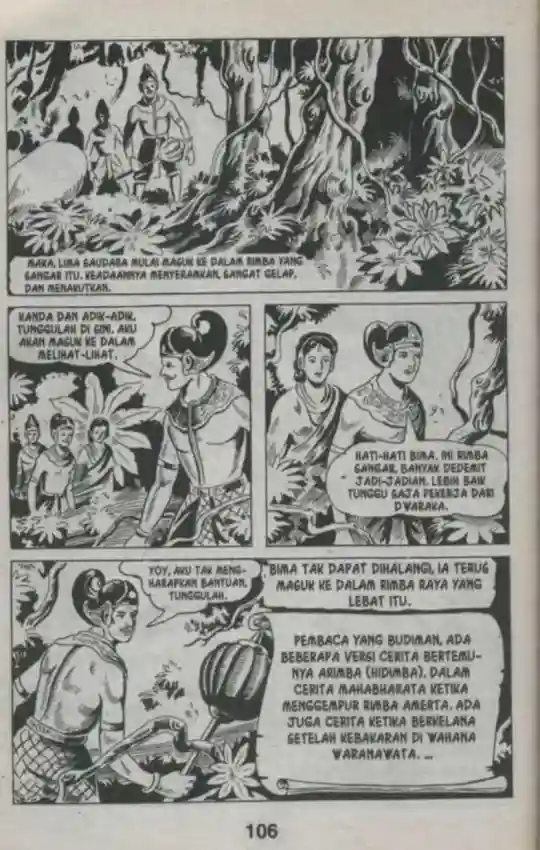 MAKA, LIMA SAUDARA MULAI MASUK KE DALAM RIMBA YANG
SANGAR ITU. KEADAANNYA MENYERAMKAN, SANGAT GELAP,
DAN MENAKUTKAN.
KANDA DAN ADIK-ADIK,
TUNGGULAH DI SINI. AKU
AKAN MASUK KE DALAM
MELIHAT-LIHAT.
HATI-HATI BIMA. INI RIMBA
SANGAR, BANYAK DEDEMIT
JADI-JADIAN. LEBIH BAIK
TUNGGU SAJA PEKERJA DARI
DWARAKA.
YOY, AKU TAK MENG-
HARAPKAN BANTUAN.
TUNGGULAH.
BIMA TAK DAPAT DIHALANGI, IA TERUS
MASUK KE DALAM RIMBA RAYA YANG
LEBAT ITU.
PEMBACA YANG BUDIMAN, ADA
BEBERAPA VERSI CERITA BERTEMU-
NYA ARIMBA (HIDIMBA). DALAM
CERITA MAHABHARATA KETIKA
MENGGEMPUR RIMBA AMERTA. ADA
JUGA CERITA KETIKA BERKELANA
SETELAH KEBAKARAN DI WAHANA
WARANAWATA. ...
106